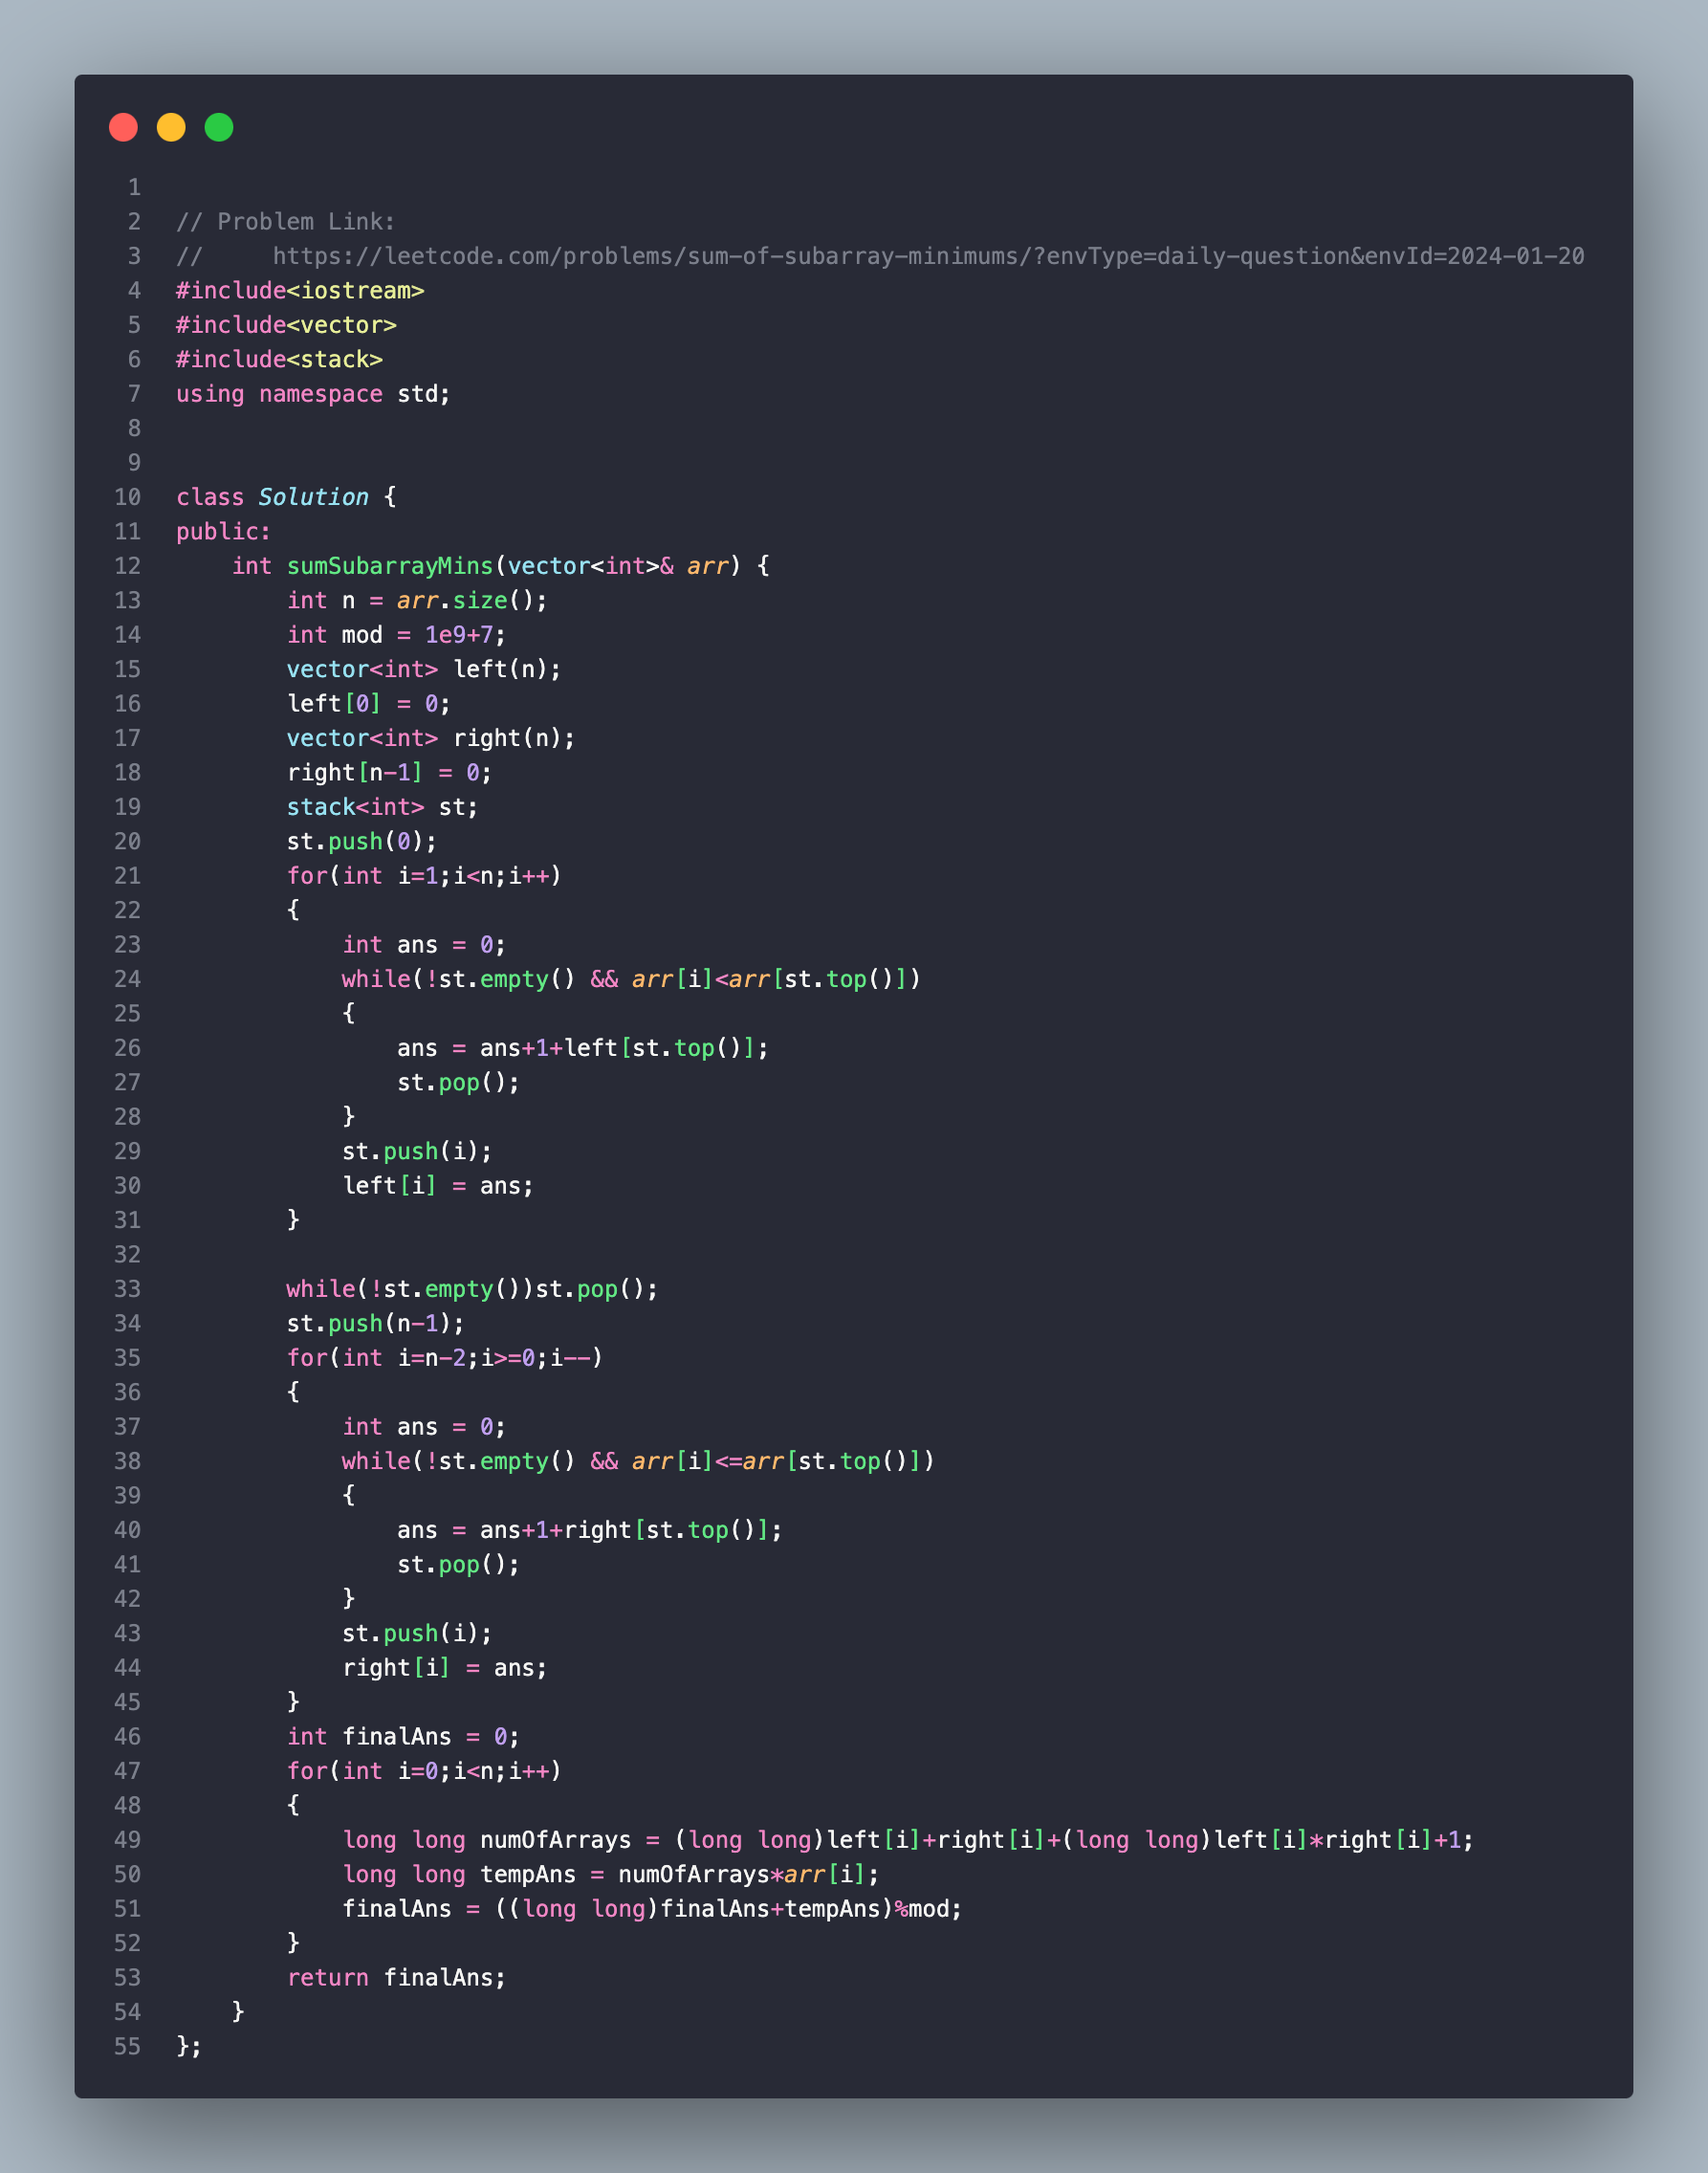 1
2 // Problem Link:
3 //     https://leetcode.com/problems/sum-of-subarray-minimums/?envType=daily-question&envId=2024-01-20
4 #include<iostream>
5 #include<vector>
6 #include<stack>
7 using namespace std;
8
9
10 class Solution {
11 public:
12     int sumSubarrayMins(vector<int>& arr) {
13         int n = arr.size();
14         int mod = 1e9+7;
15         vector<int> left(n);
16         left[0] = 0;
17         vector<int> right(n);
18         right[n-1] = 0;
19         stack<int> st;
20         st.push(0);
21         for(int i=1;i<n;i++)
22         {
23             int ans = 0;
24             while(!st.empty() && arr[i]<arr[st.top()])
25             {
26                 ans = ans+1+left[st.top()];
27                 st.pop();
28             }
29             st.push(i);
30             left[i] = ans;
31         }
32
33         while(!st.empty())st.pop();
34         st.push(n-1);
35         for(int i=n-2;i>=0;i--)
36         {
37             int ans = 0;
38             while(!st.empty() && arr[i]<=arr[st.top()])
39             {
40                 ans = ans+1+right[st.top()];
41                 st.pop();
42             }
43             st.push(i);
44             right[i] = ans;
45         }
46         int finalAns = 0;
47         for(int i=0;i<n;i++)
48         {
49             long long numOfArrays = (long long)left[i]+right[i]+(long long)left[i]*right[i]+1;
50             long long tempAns = numOfArrays*arr[i];
51             finalAns = ((long long)finalAns+tempAns)%mod;
52         }
53         return finalAns;
54     }
55 };